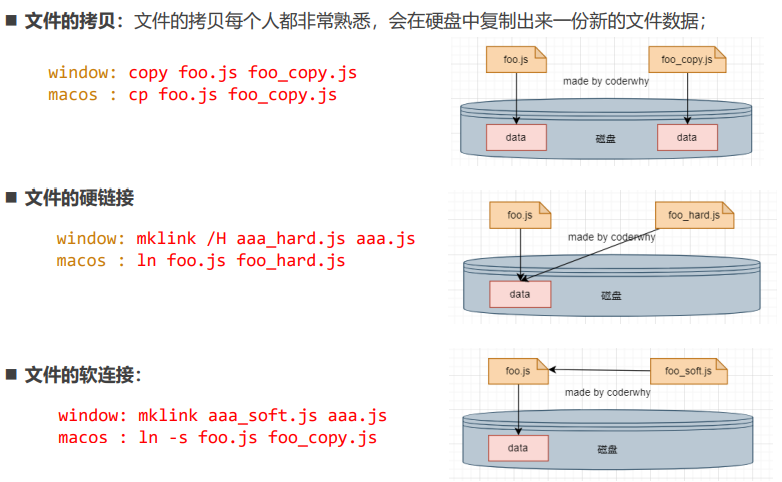 ■ 文件的拷贝：文件的拷贝每个人都非常熟悉，会在硬盘中复制出来一份新的文件数据；
window: copy foo.js foo_copy.js
macos : cp foo.js foo_copy.js
foo.js
foo_copy.js
made by coderwhy
data
磁盘
data
■ 文件的硬链接
window: mklink /H aaa_hard.js aaa.js
macos : ln foo.js foo_hard.js
foo.js
foo_hard.js
made by coderwhy
data
磁盘
■ 文件的软连接：
window: mklink aaa_soft.js aaa.js
macos : ln -s foo.js foo_copy.js
foo.js
foo_soft.js
made by coderwhy
data
磁盘